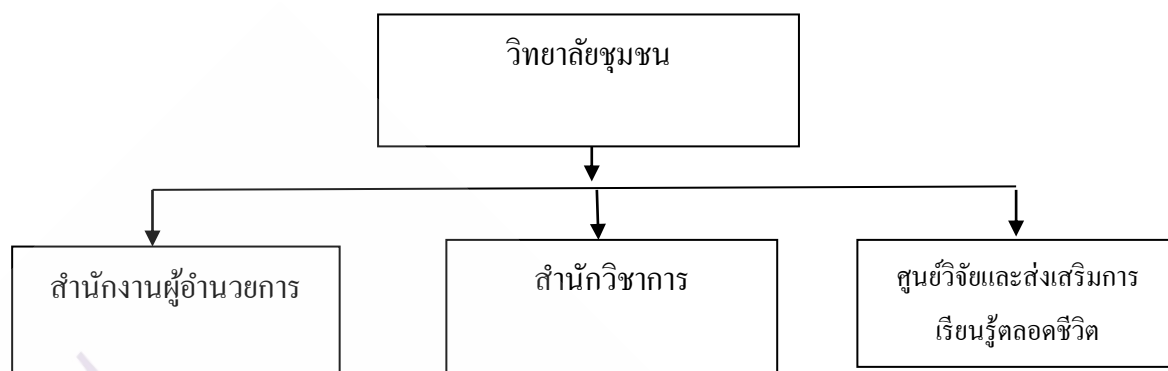 วิทยาลัยชุมชน
สำนักงานผู้อำนวยการ
สำนักวิชาการ
ศูนย์วิจัยและส่งเสริมการ
เรียนรู้ตลอดชีวิต